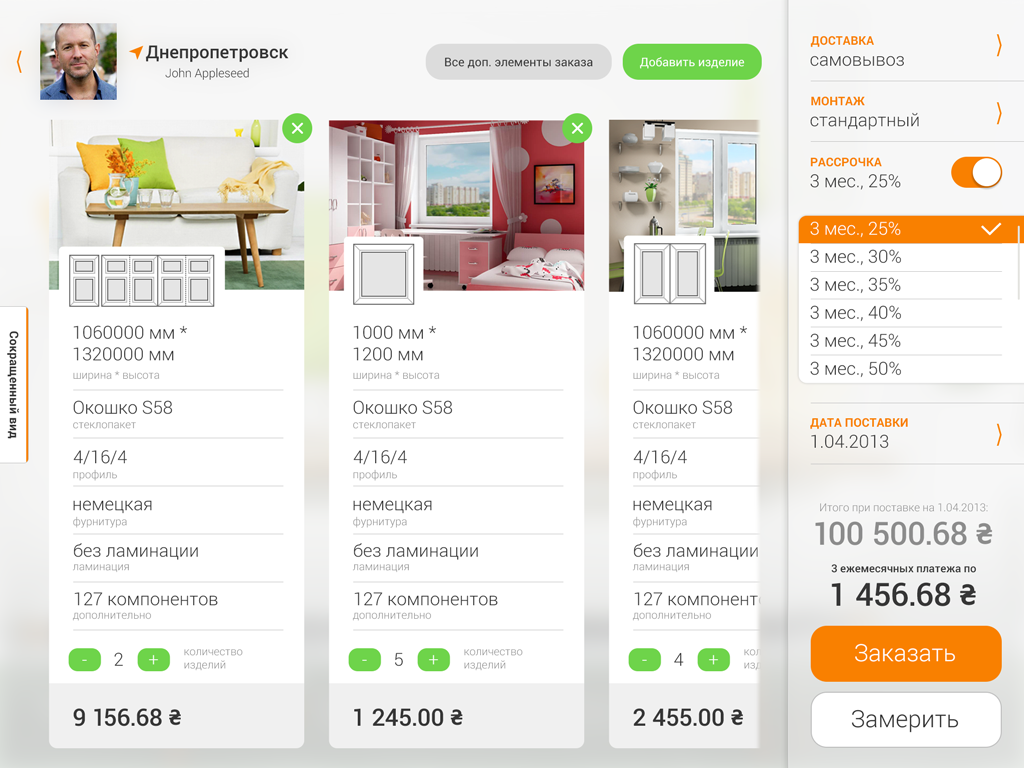 Днепропетровск
John Appleseed
Все доп. элементы заказа
Добавить изделие
Сокращенный вид
1060000 мм *
1320000 мм
ширина * высота
Окошко S58
стеклопакет
4/16/4
профиль
немецкая
фурнитура
без ламинации
ламинация
127 компонентов
дополнительно
- 2 +
количество
изделий
9 156.68 ₴
1000 мм *
1200 мм
ширина * высота
Окошко S58
стеклопакет
4/16/4
профиль
немецкая
фурнитура
без ламинации
ламинация
127 компонентов
дополнительно
- 5 +
количество
изделий
1 245.00 ₴
1060000 мм *
1320000 мм
ширина * высота
Окошко S58
стеклопакет
4/16/4
профиль
немецкая
фурнитура
без ламинации
ламинация
127 компонент
дополнительно
- 4 +
2 455.00 ₴
ДОСТАВКА
самовывоз
МОНТАЖ
стандартный
РАССРОЧКА
3 мес., 25%
3 мес., 25%
3 мес., 30%
3 мес., 35%
3 мес., 40%
3 мес., 45%
3 мес., 50%
ДАТА ПОСТАВКИ
1.04.2013
Итого при поставке на 1.04.2013:
100 500.68 ₴
3 ежемесячных платежа по
1 456.68 ₴
Заказать
Замерить